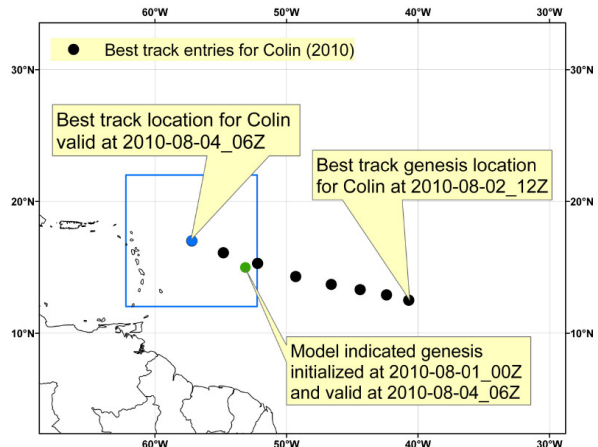 60°W 50°W 40°W 30°W
30°N 30°N
Best track entries for Colin (2010)
Best track location for Colin
valid at 2010-08-04_06Z
Best track genesis location
for Colin at 2010-08-02_12Z
20°N 20°N
10°N 10°N
Model indicated genesis
initialized at 2010-08-01_00Z
and valid at 2010-08-04_06Z
60°W 50°W 40°W 30°W